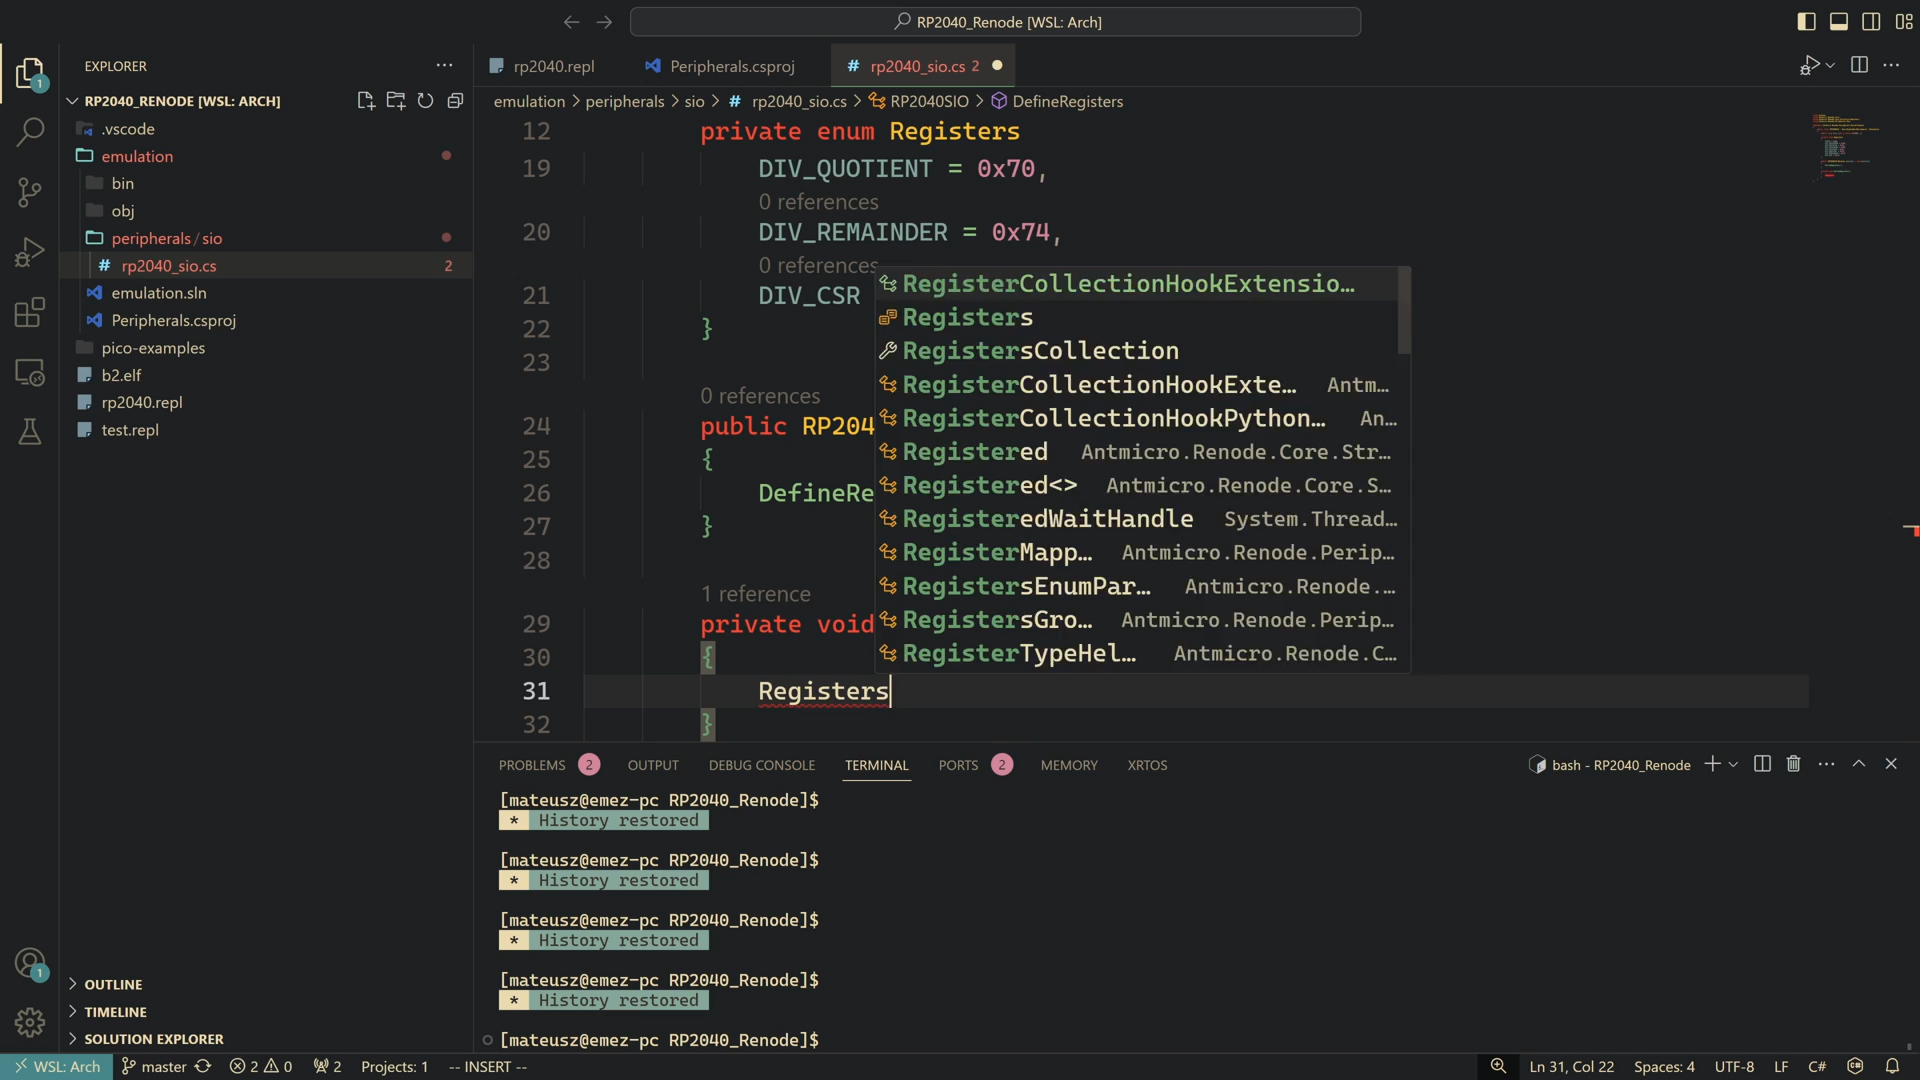 RP2040_Renode [WSL: Arch]
EXPLORER
RP2040_RENODE [WSL: ARCH]
.vscode
emulation
bin
obj
peripherals / sio
# rp2040_sio.cs 2
emulation.sln
Peripherals.csproj
pico-examples
b2.elf
rp2040.repl
test.repl
OUTLINE
TIMELINE
SOLUTION EXPLORER
1
1
rp2040.repl
Peripherals.csproj
# rp2040_sio.cs 2
emulation > peripherals > sio > # rp2040_sio.cs > RP2040SIO > DefineRegisters
12 private enum Registers
19 DIV_QUOTIENT = 0x70,
0 references
20 DIV_REMAINDER = 0x74,
0 references
21 DIV_CSR
22 }
23
0 references
24 public RP204
25 {
26 DefineRe
27 }
28
1 reference
29 private void
30 {
31 Registers
32 }
RegisterCollectionHookExtensio…
Registers
RegistersCollection
RegisterCollectionHookExte… Antm…
RegisterCollectionHookPython… An…
Registered Antmicro.Renode.Core.Str…
Registered<> Antmicro.Renode.Core.S…
RegisteredWaitHandle System.Thread…
RegisterMapp… Antmicro.Renode.Perip…
RegistersEnumPar… Antmicro.Renode.…
RegistersGro… Antmicro.Renode.Perip…
RegisterTypeHel… Antmicro.Renode.C…
PROBLEMS 2 OUTPUT DEBUG CONSOLE TERMINAL PORTS 2 MEMORY XRTOS
bash - RP2040_Renode
[mateusz@emez-pc RP2040_Renode]$
* History restored
[mateusz@emez-pc RP2040_Renode]$
* History restored
[mateusz@emez-pc RP2040_Renode]$
* History restored
[mateusz@emez-pc RP2040_Renode]$
* History restored
[mateusz@emez-pc RP2040_Renode]$
WSL: Arch master 2 0 2 Projects: 1 -- INSERT -- Ln 31, Col 22 Spaces: 4 UTF-8 LF C#